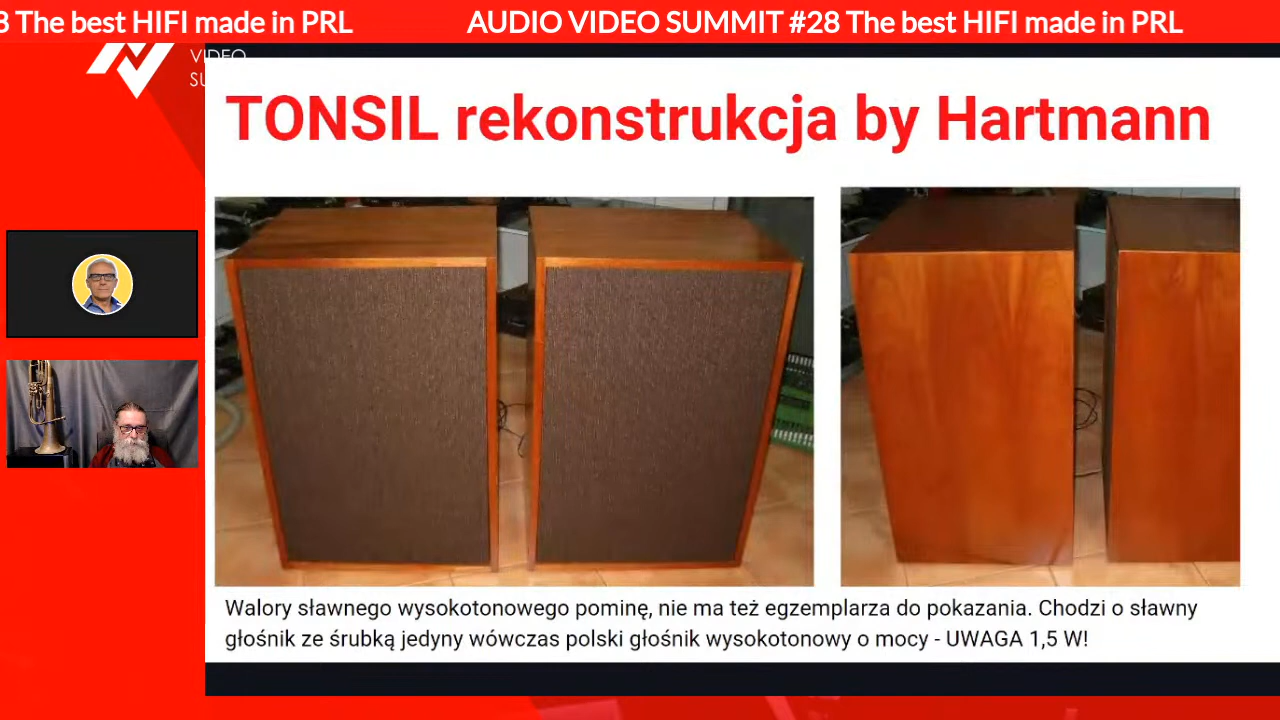 3 The best HIFI made in PRL AUDIO VIDEO SUMMIT #28 The best HIFI made in PRL
VIDEO
SU
TONSIL rekonstrukcja by Hartmann
Walory sławnego wysokotonowego pominę, nie ma też egzemplarza do pokazania. Chodzi o sławny
głośnik ze śrubką jedyny wówczas polski głośnik wysokotonowy o mocy - UWAGA 1,5 W!